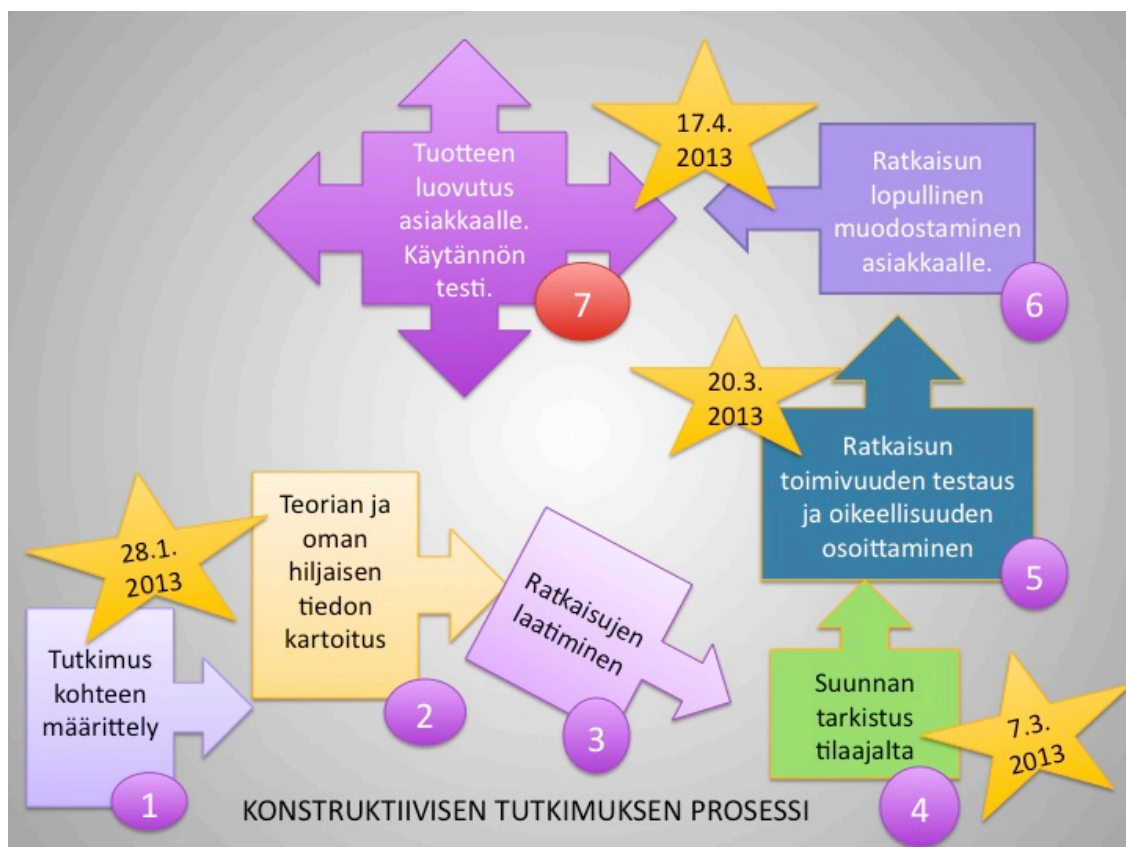 28.1.
2013
Tutkimus
kohteen
määrittely
1
Teorian ja
oman
hiljaisen
tiedon
kartoitus
2
Ratkaisujen
laatiminen
3
Suunnan
tarkistus
tilaajalta
4
7.3.
2013
20.3.
2013
Ratkaisun
toimivuuden testaus
ja oikeellisuuden
osoittaminen
5
Ratkaisun
lopullinen
muodostaminen
asiakkaalle.
6
17.4.
2013
Tuotteen
luovutus
asiakkaalle.
Käytännön
testi.
7
KONSTRUKTIIVISEN TUTKIMUKSEN PROSESSI